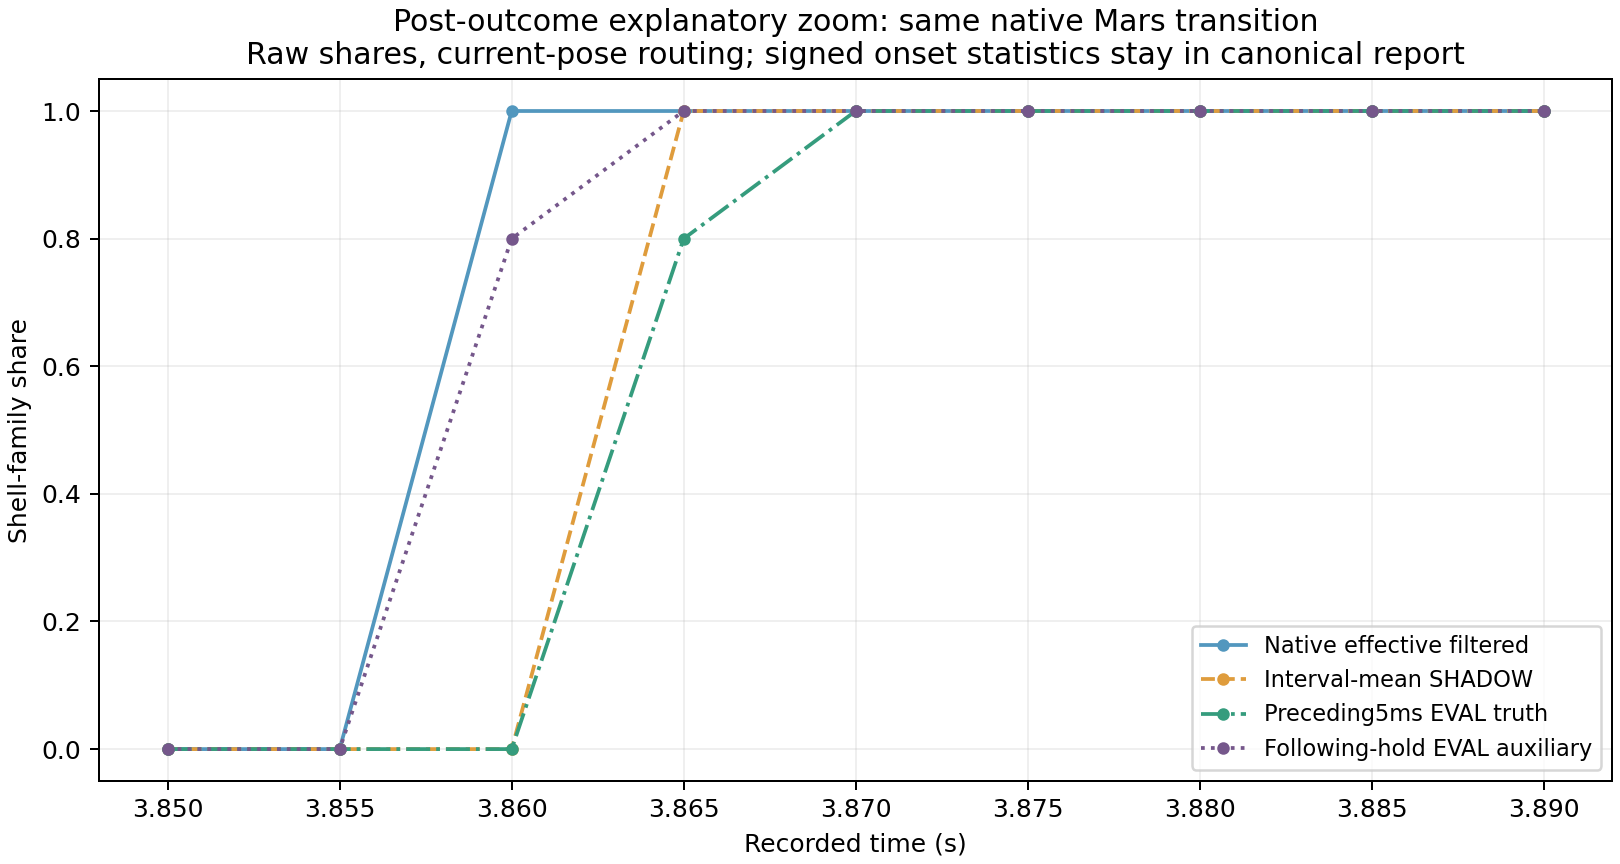 Post-outcome explanatory zoom: same native Mars transition
Raw shares, current-pose routing; signed onset statistics stay in canonical report
Shell-family share
1.0
0.8
0.6
0.4
0.2
0.0
Native effective filtered
Interval-mean SHADOW
Preceding5ms EVAL truth
Following-hold EVAL auxiliary
3.850 3.855 3.860 3.865 3.870 3.875 3.880 3.885 3.890
Recorded time (s)